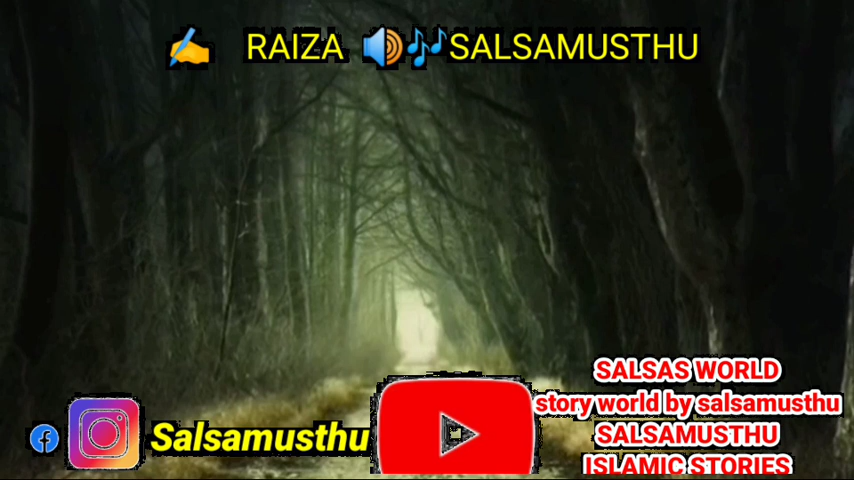 ✍️ RAIZA 🔊🎶SALSAMUSTHU
SALSAS WORLD
story world by salsamusthu
Salsamusthu
SALSAMUSTHU
ISLAMIC STORIES